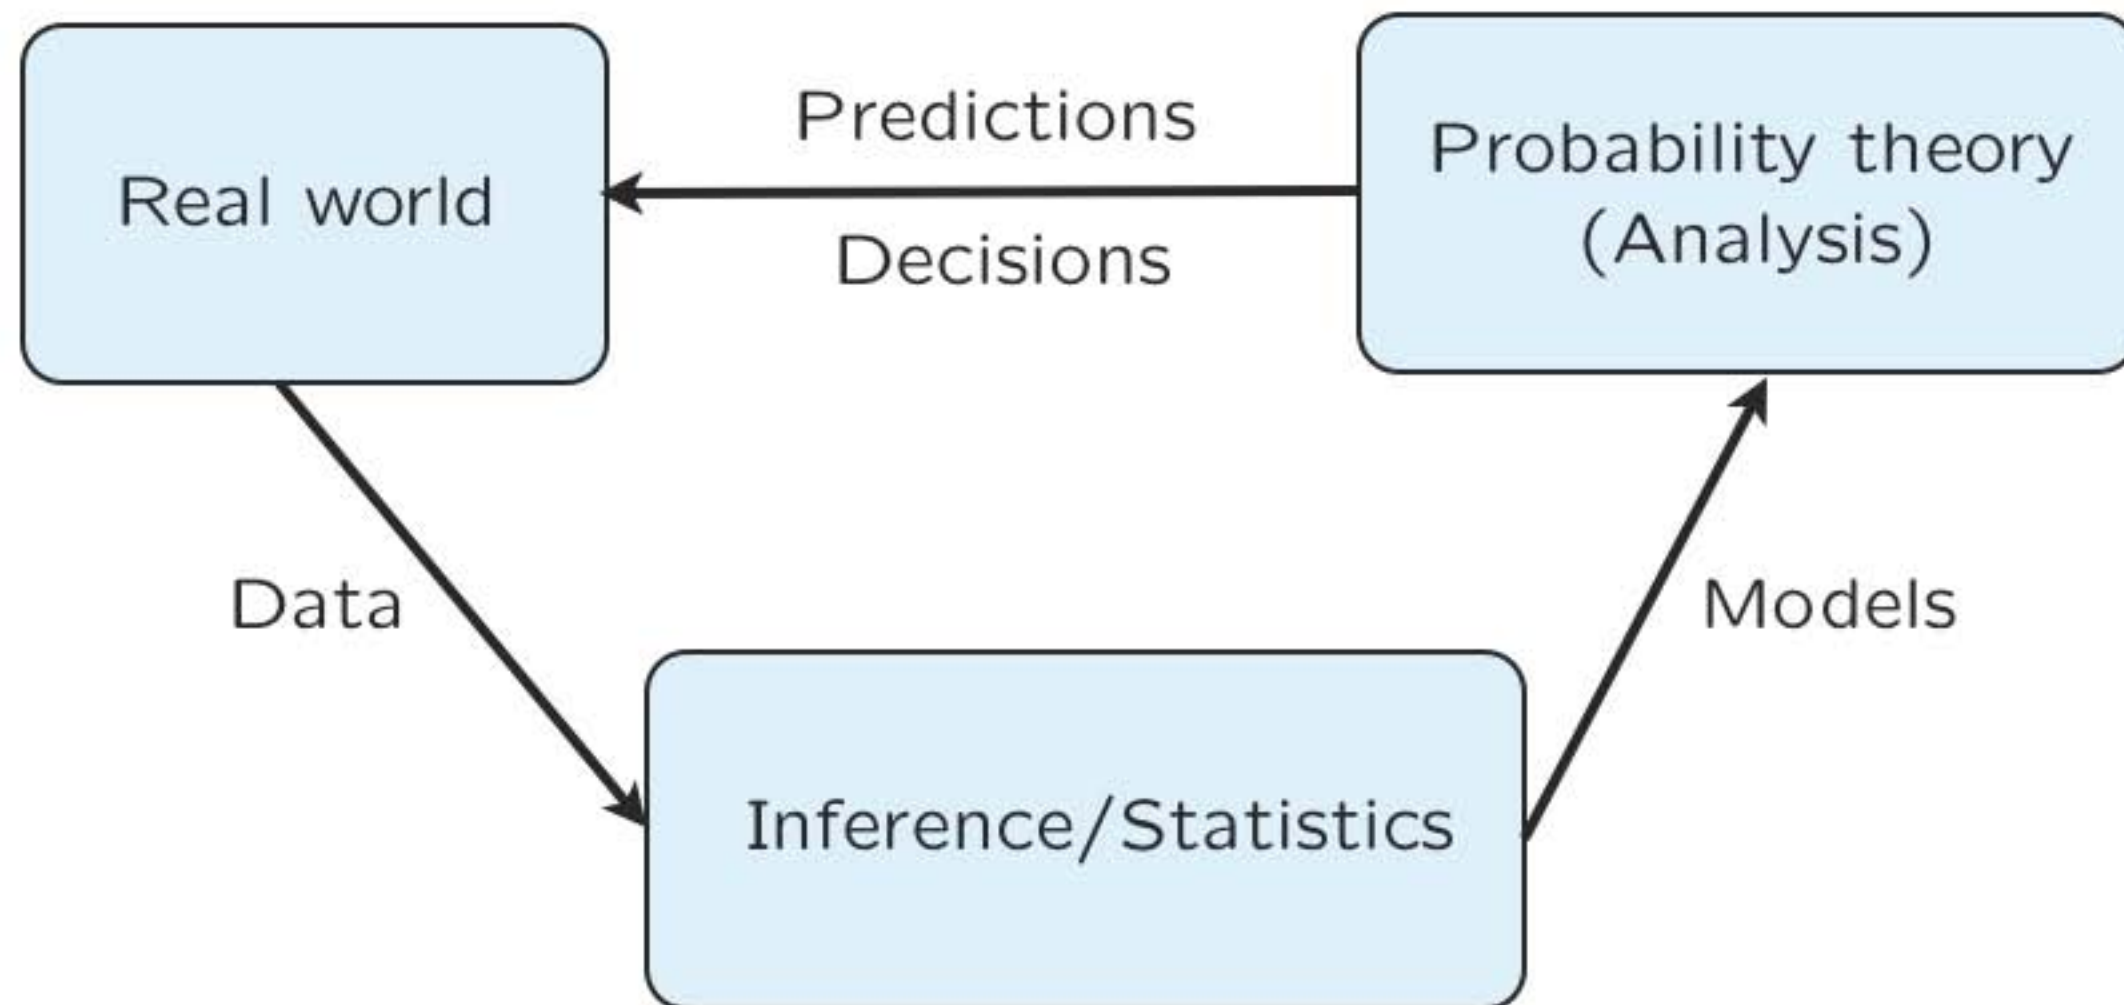 Real world
Predictions
Decisions
Probability theory
(Analysis)
Data
Models
Inference/Statistics